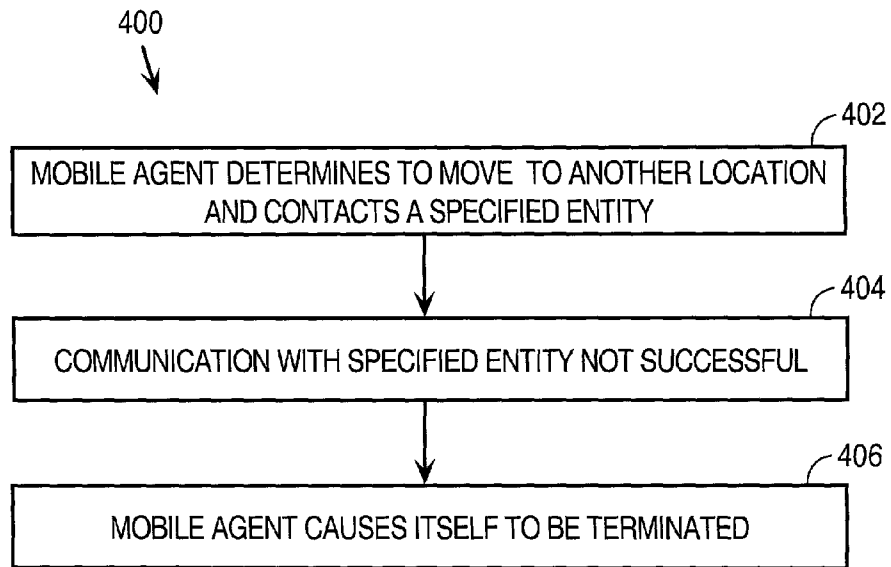 400
402
MOBILE AGENT DETERMINES TO MOVE TO ANOTHER LOCATION
AND CONTACTS A SPECIFIED ENTITY
404
COMMUNICATION WITH SPECIFIED ENTITY NOT SUCCESSFUL
406
MOBILE AGENT CAUSES ITSELF TO BE TERMINATED